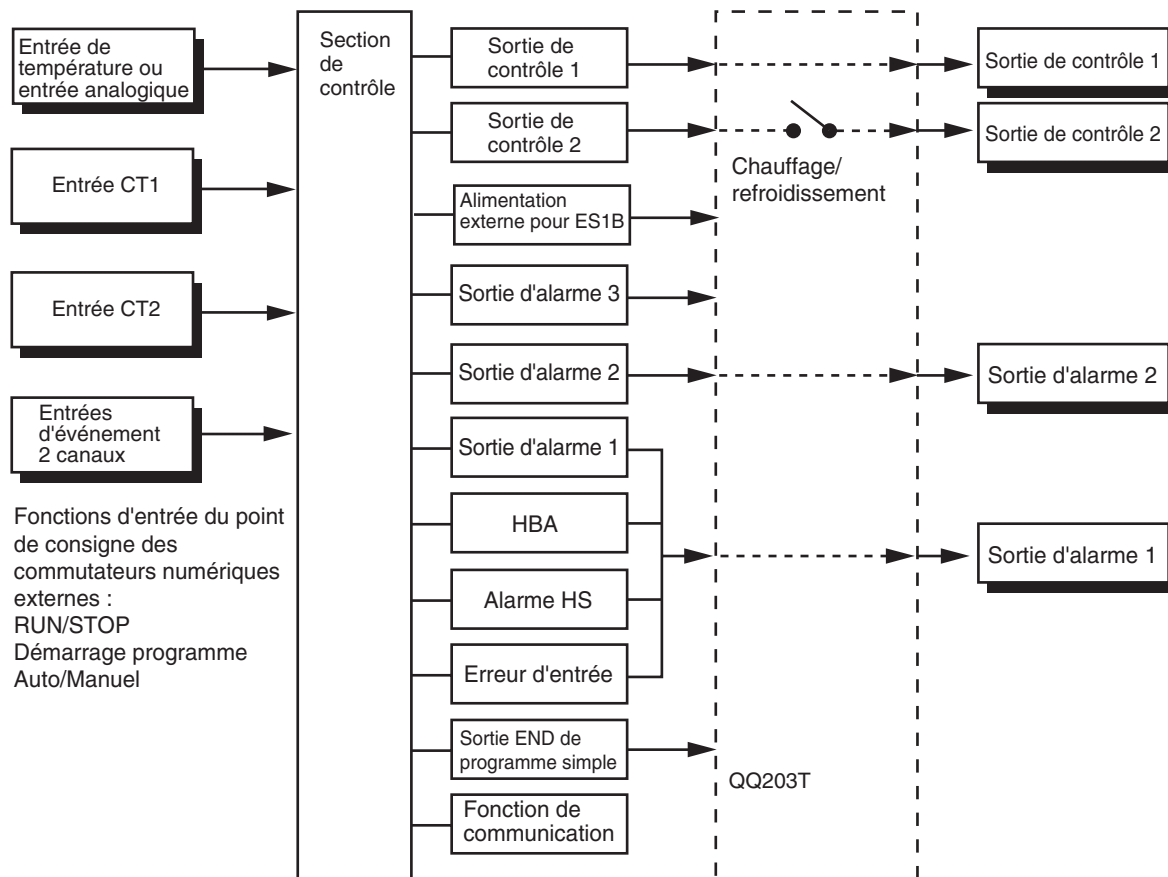 Entrée de
température ou
entrée analogique
Entrée CT1
Entrée CT2
Entrées
d'événement
2 canaux
Fonctions d'entrée du point
de consigne des
commutateurs numériques
externes :
RUN/STOP
Démarrage programme
Auto/Manuel
Section
de
contrôle
Sortie de
contrôle 1
Sortie de
contrôle 2
Alimentation
externe pour ES1B
Sortie d'alarme 3
Sortie d'alarme 2
Sortie d'alarme 1
HBA
Alarme HS
Erreur d'entrée
Sortie END de
programme simple
Fonction de
communication
Chauffage/
refroidissement
QQ203T
Sortie de contrôle 1
Sortie de contrôle 2
Sortie d'alarme 2
Sortie d'alarme 1